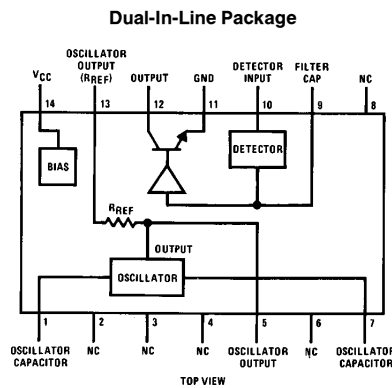 Dual-In-Line Package
OSCILLATOR
OUTPUT
(RREF)
VCC
OUTPUT
GND
DETECTOR
INPUT
FILTER
CAP
NC
14
13
12
11
10
9
8
BIAS
DETECTOR
RREF
OUTPUT
OSCILLATOR
1
2
3
4
5
6
7
OSCILLATOR
CAPACITOR
NC
NC
NC
OSCILLATOR
OUTPUT
NC
OSCILLATOR
CAPACITOR
TOP VIEW